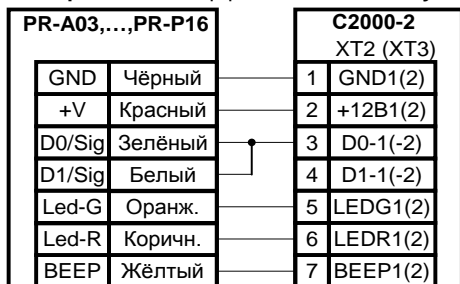 PR-A03,...,PR-P16 C2000-2
XT2 (XT3)
GND Чёрный 1 GND1(2)
+V Красный 2 +12В1(2)
D0/Sig Зелёный 3 D0-1(-2)
D1/Sig Белый 4 D1-1(-2)
Led-G Оранж. 5 LEDG1(2)
Led-R Коричн. 6 LEDR1(2)
BEEP Жёлтый 7 BEEP1(2)